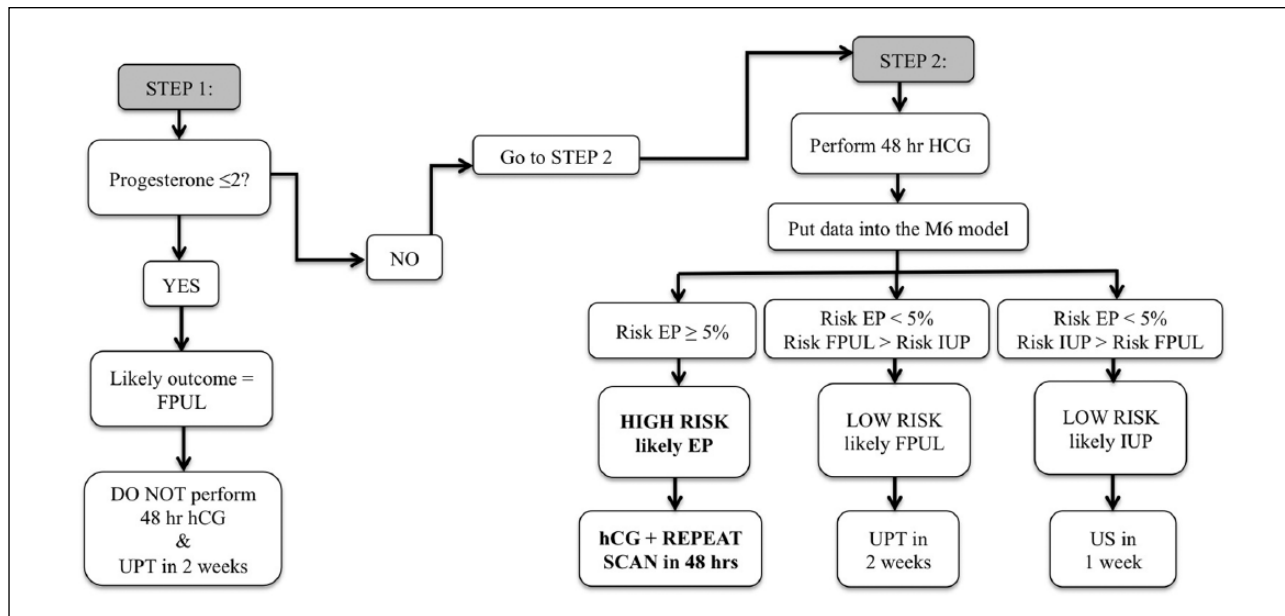 STEP 1:
Progesterone ≤2?
YES
Likely outcome =
FPUL
DO NOT perform
48 hr hCG
&
UPT in 2 weeks
NO
Go to STEP 2
STEP 2:
Perform 48 hr HCG
Put data into the M6 model
Risk EP ≥ 5%
HIGH RISK
likely EP
hCG + REPEAT
SCAN in 48 hrs
Risk EP < 5%
Risk FPUL > Risk IUP
LOW RISK
likely FPUL
UPT in
2 weeks
Risk EP < 5%
Risk IUP > Risk FPUL
LOW RISK
likely IUP
US in
1 week